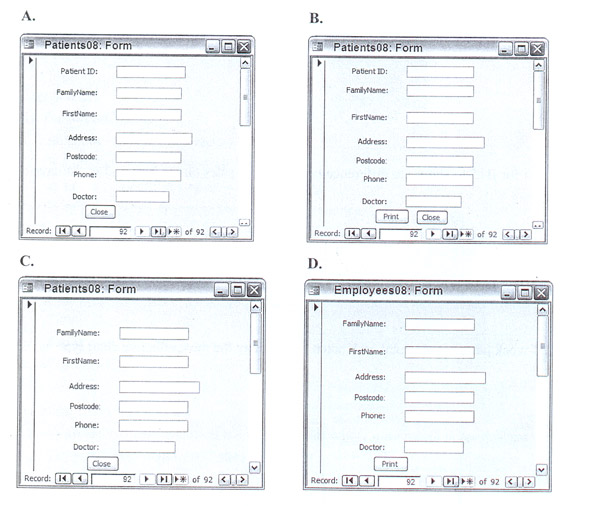 A.
Patients08: Form
Patient ID:
FamilyName:
FirstName:
Address:
Postcode:
Phone:
Doctor:
Close
Record: 92 of 92
B.
Patients08: Form
Patient ID:
FamilyName:
FirstName:
Address:
Postcode:
Phone:
Doctor:
Print Close
Record: 92 of 92
C.
Patients08: Form
FamilyName:
FirstName:
Address:
Postcode:
Phone:
Doctor:
Close
Record: 92 of 92
D.
Employees08: Form
FamilyName:
FirstName:
Address:
Postcode:
Phone:
Doctor:
Print
Record: 92 of 92